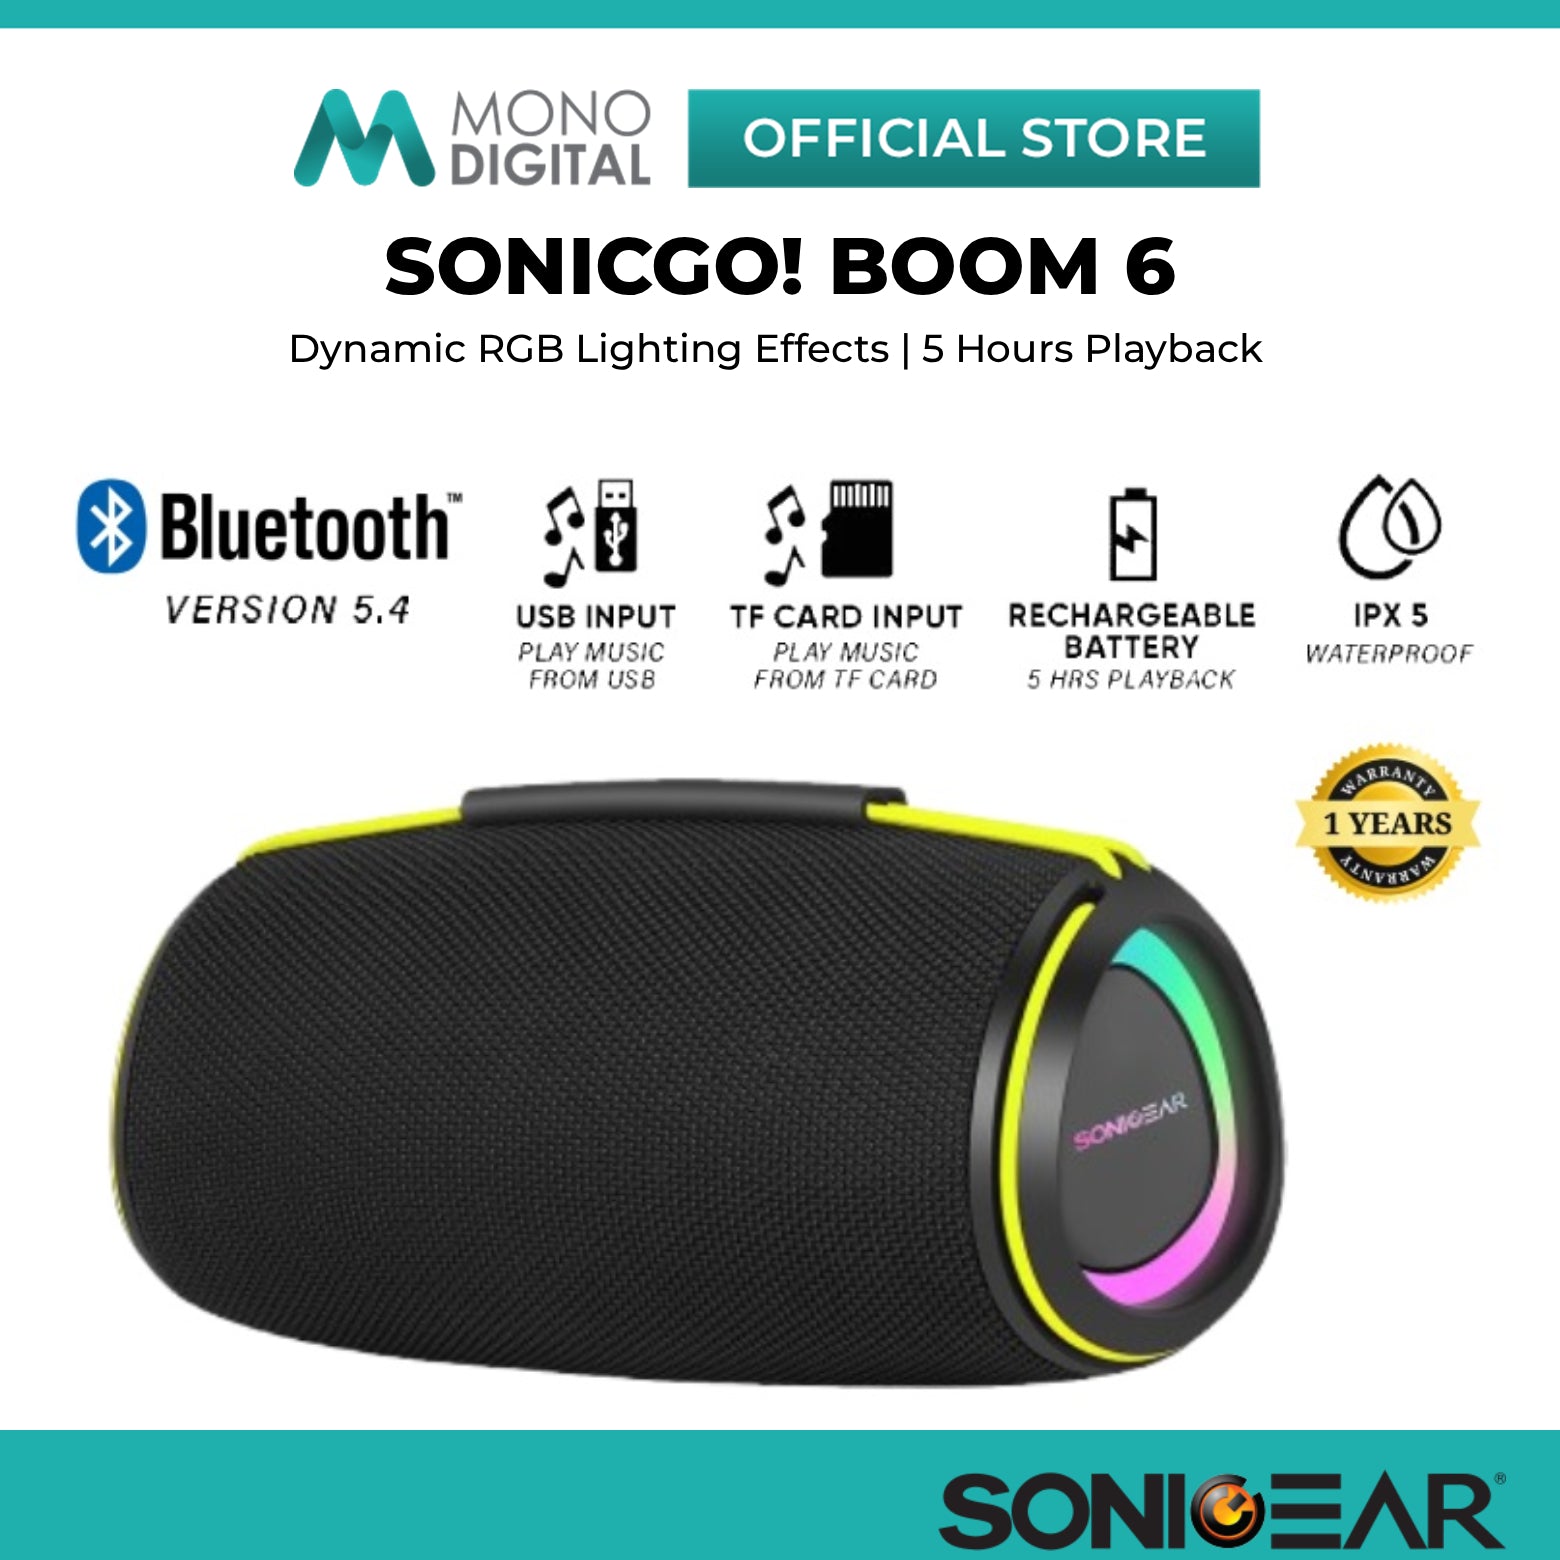 MONO
DIGITAL
OFFICIAL STORE
SONICGO! BOOM 6
Dynamic RGB Lighting Effects | 5 Hours Playback
Bluetooth™
VERSION 5.4
USB INPUT
PLAY MUSIC
FROM USB
TF CARD INPUT
PLAY MUSIC
FROM TF CARD
RECHARGEABLE
BATTERY
5 HRS PLAYBACK
IPX 5
WATERPROOF
WARRANTY
1 YEARS
WARRANTY
SONICGEAR
SONICGEAR®